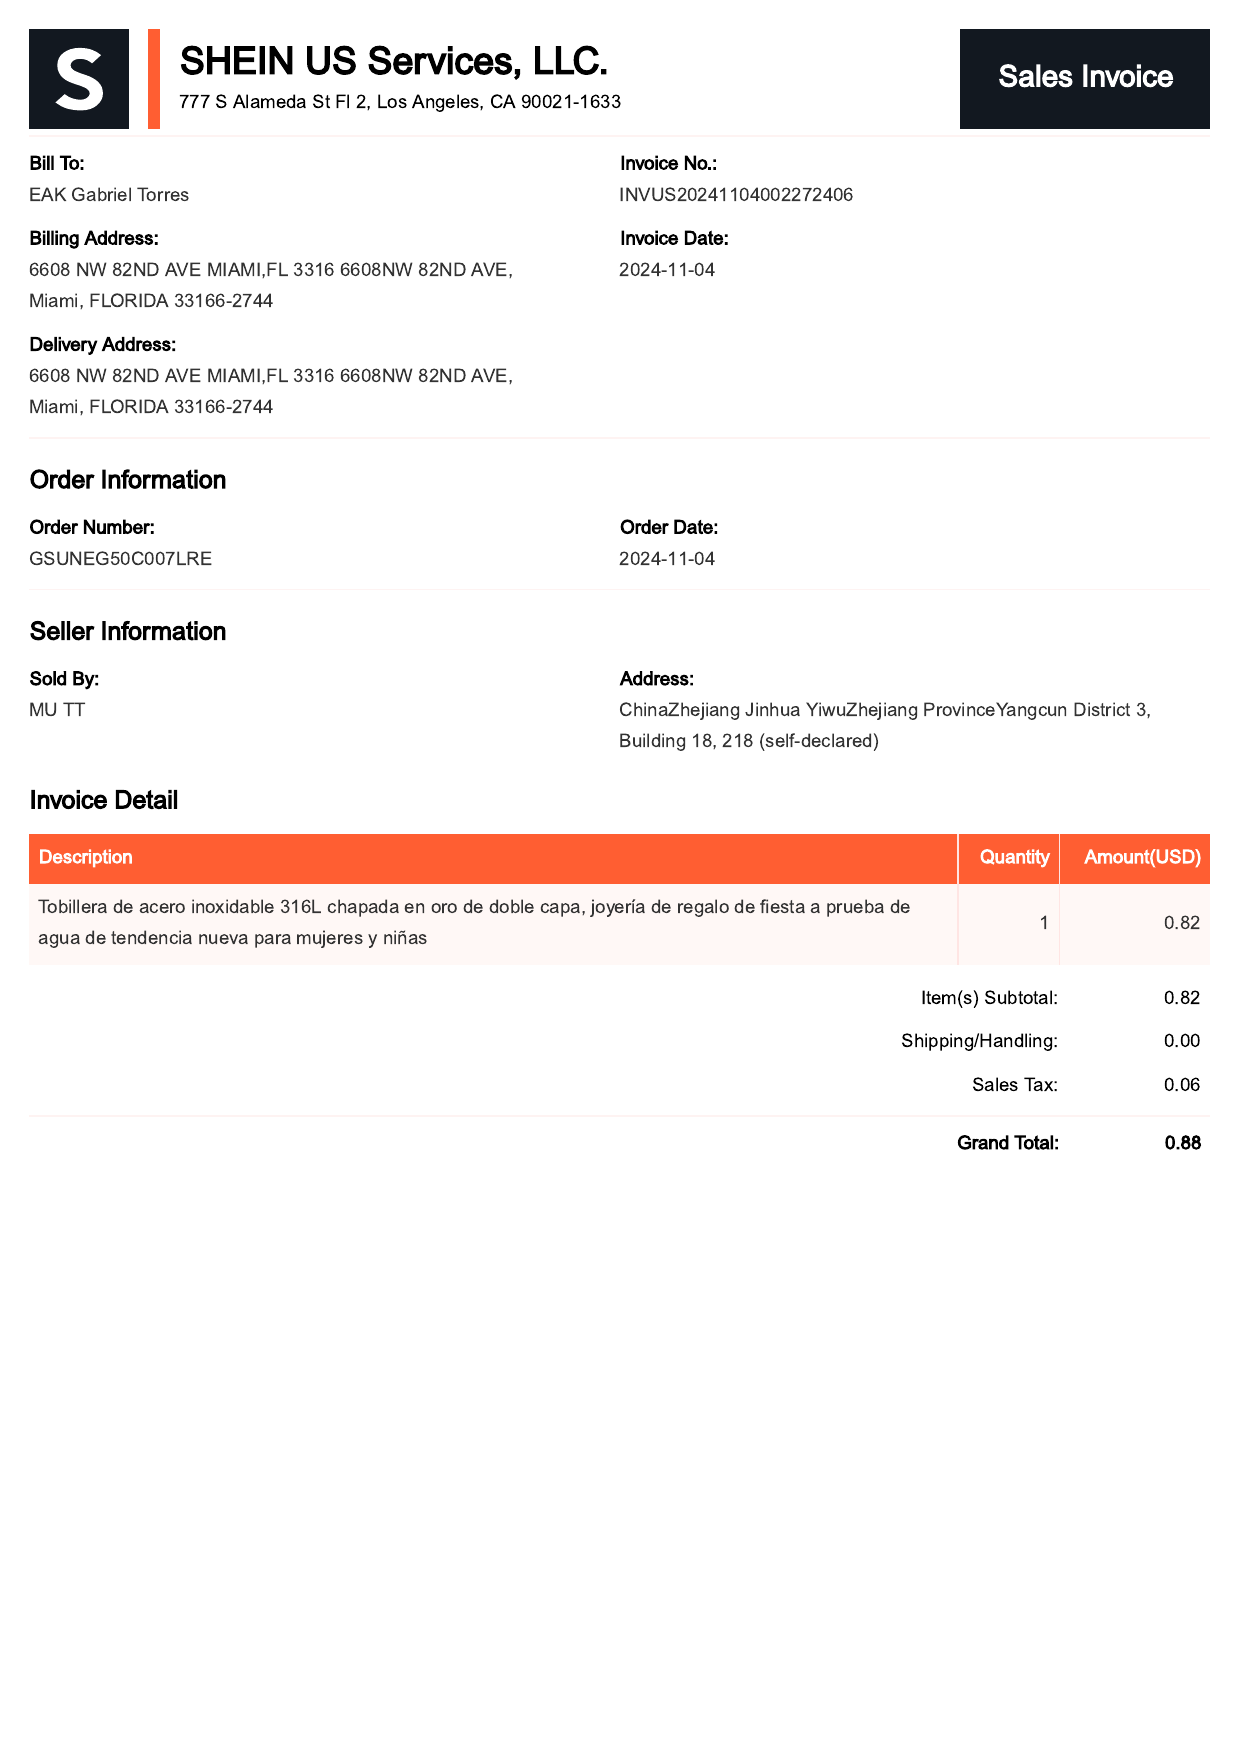 S
SHEIN US Services, LLC.
777 S Alameda St Fl 2, Los Angeles, CA 90021-1633
Sales Invoice
Bill To:
EAK Gabriel Torres
Invoice No.:
INVUS20241104002272406
Billing Address:
6608 NW 82ND AVE MIAMI,FL 3316 6608NW 82ND AVE,
Miami, FLORIDA 33166-2744
Invoice Date:
2024-11-04
Delivery Address:
6608 NW 82ND AVE MIAMI,FL 3316 6608NW 82ND AVE,
Miami, FLORIDA 33166-2744
Order Information
Order Number:
GSUNEG50C007LRE
Order Date:
2024-11-04
Seller Information
Sold By:
MU TT
Address:
ChinaZhejiang Jinhua YiwuZhejiang ProvinceYangcun District 3,
Building 18, 218 (self-declared)
Invoice Detail
Description Quantity Amount(USD)
Tobillera de acero inoxidable 316L chapada en oro de doble capa, joyería de regalo de fiesta a prueba de
agua de tendencia nueva para mujeres y niñas
1 0.82
Item(s) Subtotal: 0.82
Shipping/Handling: 0.00
Sales Tax: 0.06
Grand Total: 0.88